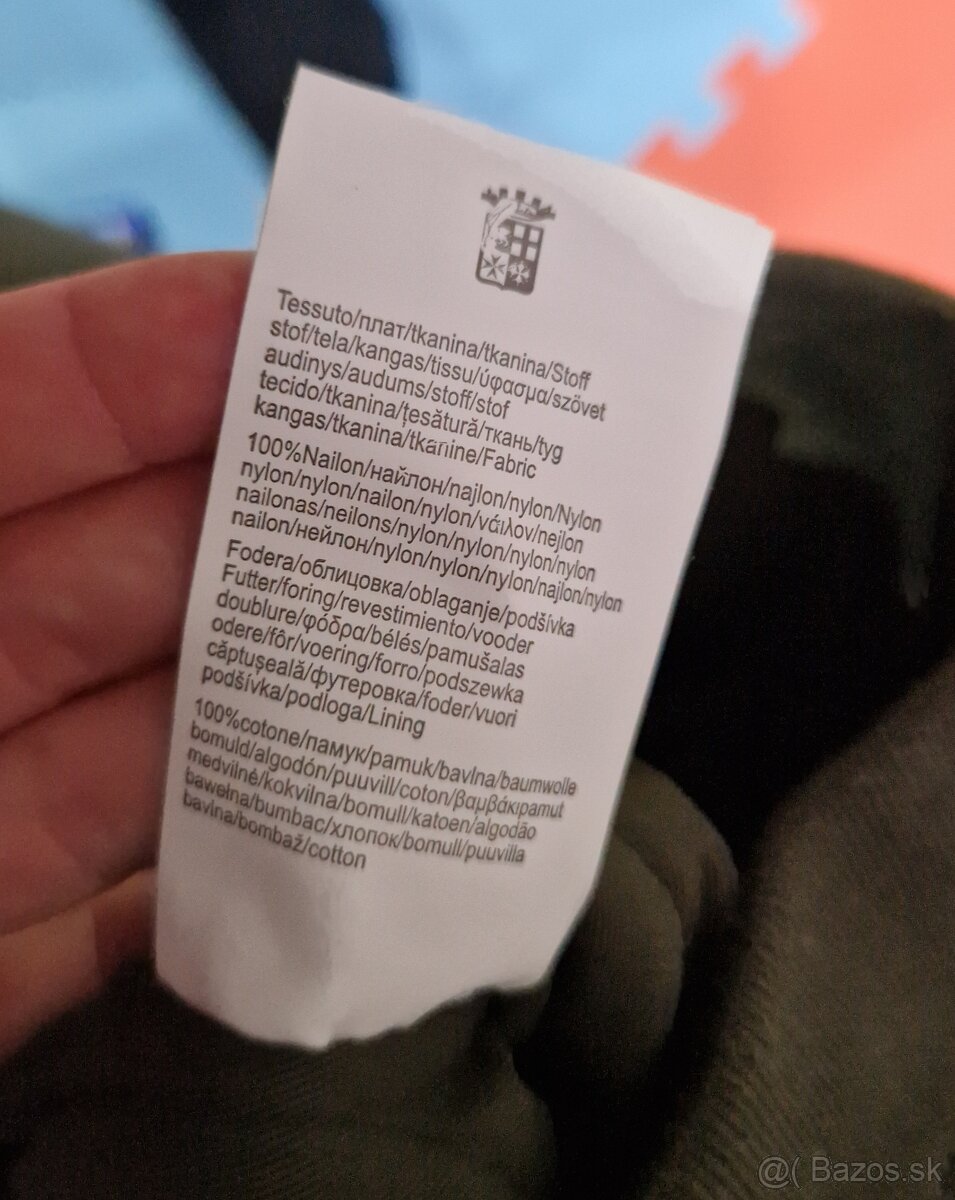 Tessuto/плат/tkanina/tkanina/Stoff
stof/tela/kangas/tissu/ύφασμα/szövet
audinys/audums/stoff/stof
tecido/tkanina/țesătură/ткань/tyg
kangas/tkanina/tkanine/Fabric
100%Nailon/найлон/najlon/nylon/Nylon
nylon/nylon/nailon/nylon/νάιλον/nejlon
nailonas/neilons/nylon/nylon/nylon/nylon
nailon/нейлон/nylon/nylon/nylon/najlon/nylon
Fodera/облицовка/oblaganje/podšívka
Futter/foring/revestimiento/vooder
doublure/φόδρα/bélés/pamušalas
odere/fôr/voering/forro/podszewka
căptușeală/футеровка/foder/vuori
podšívka/podloga/Lining
100%cotone/памук/pamuk/bavlna/baumwolle
bomuld/algodón/puuvill/coton/βαμβάκιpamut
medvilnė/kokvilna/bomull/katoen/algodão
bawełna/bumbac/хлопок/bomull/puuvilla
bavlna/bombaž/cotton
@( Bazos.sk